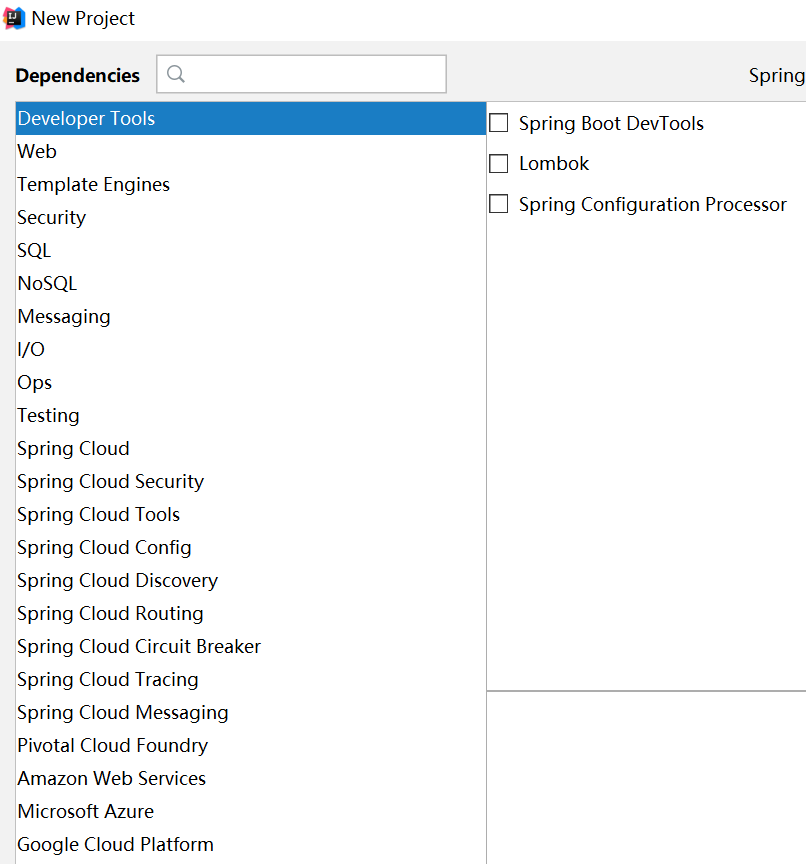 New Project
Dependencies
Spring
Developer Tools
Web
Template Engines
Security
SQL
NoSQL
Messaging
I/O
Ops
Testing
Spring Cloud
Spring Cloud Security
Spring Cloud Tools
Spring Cloud Config
Spring Cloud Discovery
Spring Cloud Routing
Spring Cloud Circuit Breaker
Spring Cloud Tracing
Spring Cloud Messaging
Pivotal Cloud Foundry
Amazon Web Services
Microsoft Azure
Google Cloud Platform
Spring Boot DevTools
Lombok
Spring Configuration Processor